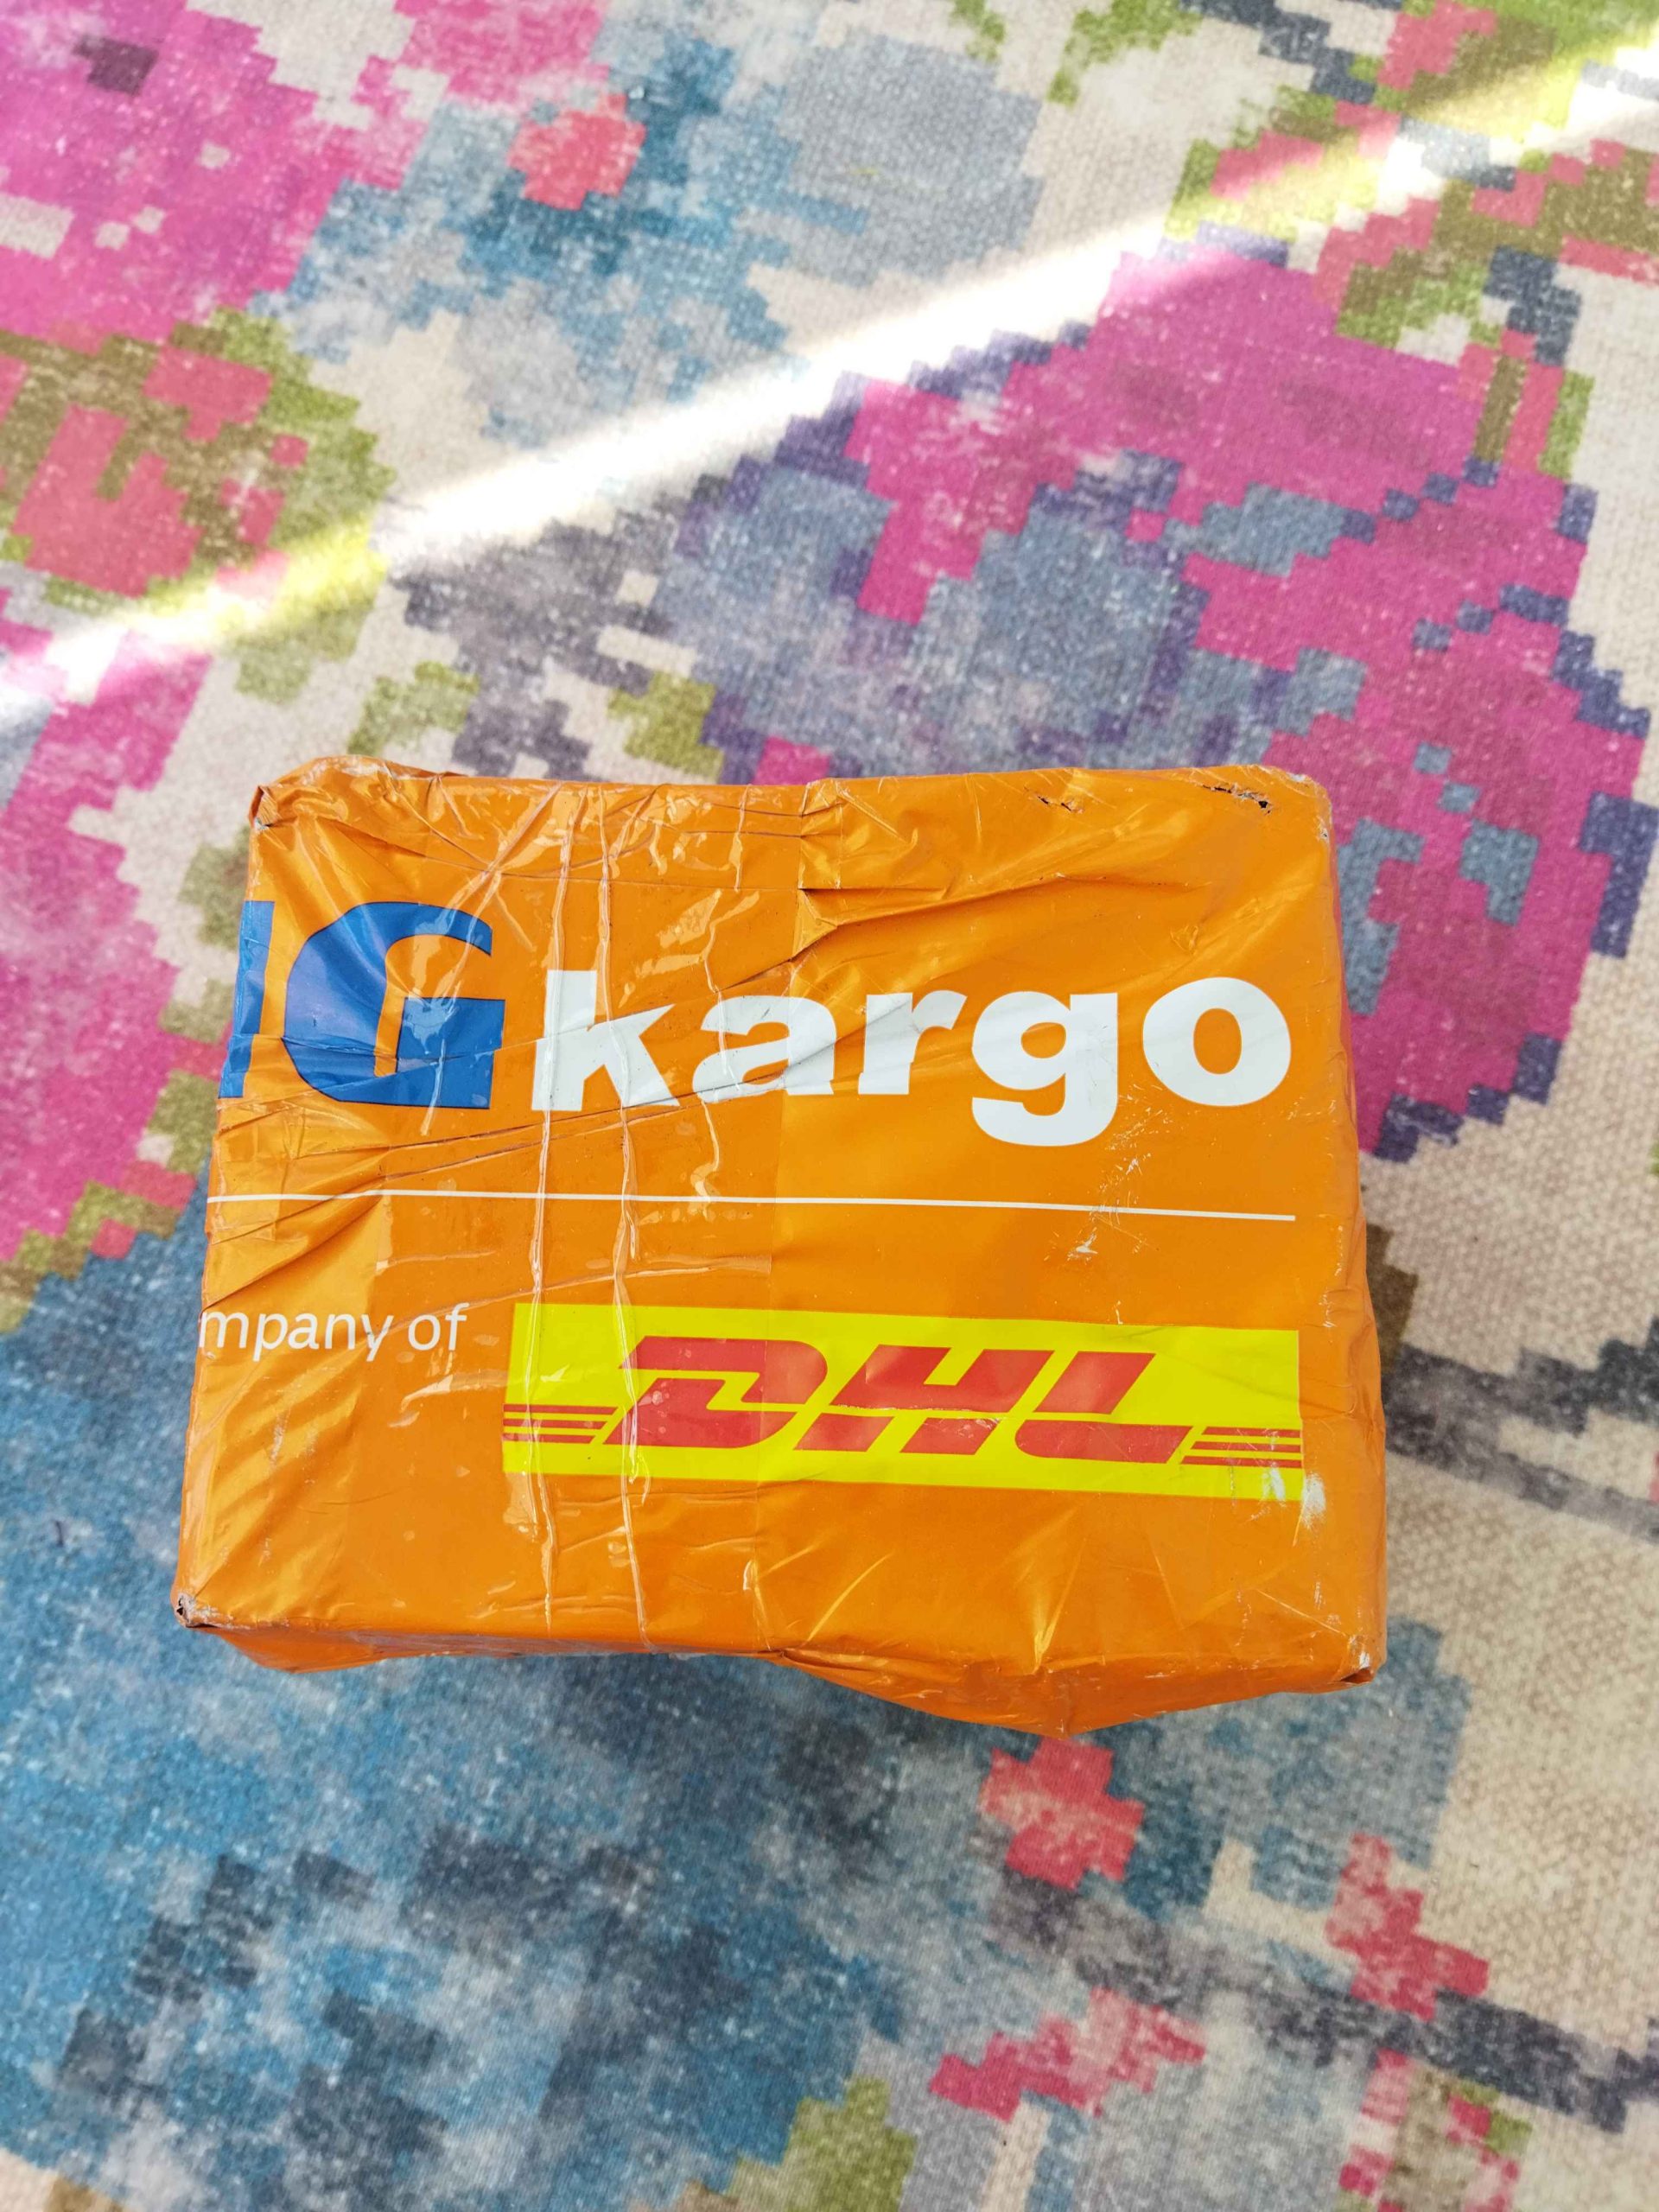 G kargo
mpany of DHL